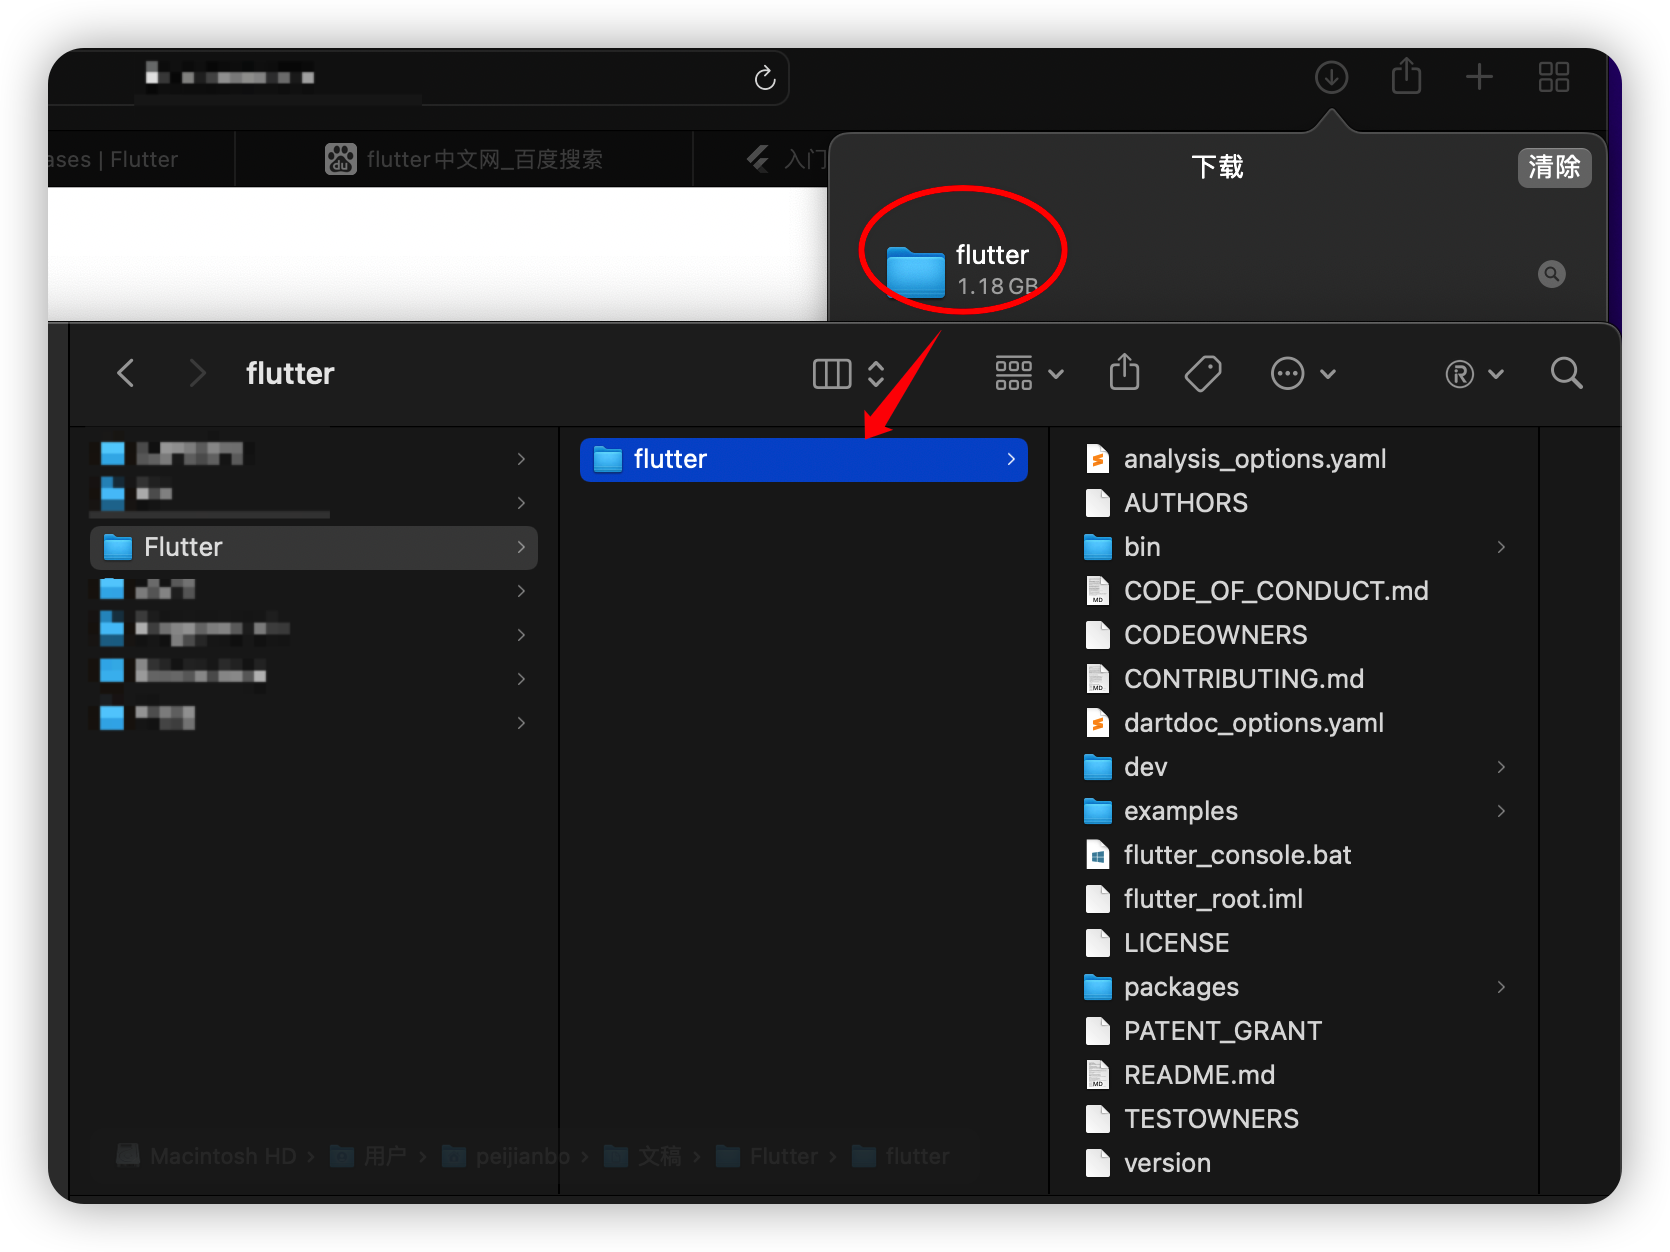 ases | Flutter
du
flutter中文网_百度搜索
入门
下载
清除
flutter
1.18 GB
flutter
Flutter
flutter
analysis_options.yaml
AUTHORS
bin
CODE_OF_CONDUCT.md
CODEOWNERS
CONTRIBUTING.md
dartdoc_options.yaml
dev
examples
flutter_console.bat
flutter_root.iml
LICENSE
packages
PATENT_GRANT
README.md
TESTOWNERS
version
Macintosh HD › 用户 › peijianbo › 文稿 › Flutter › flutter